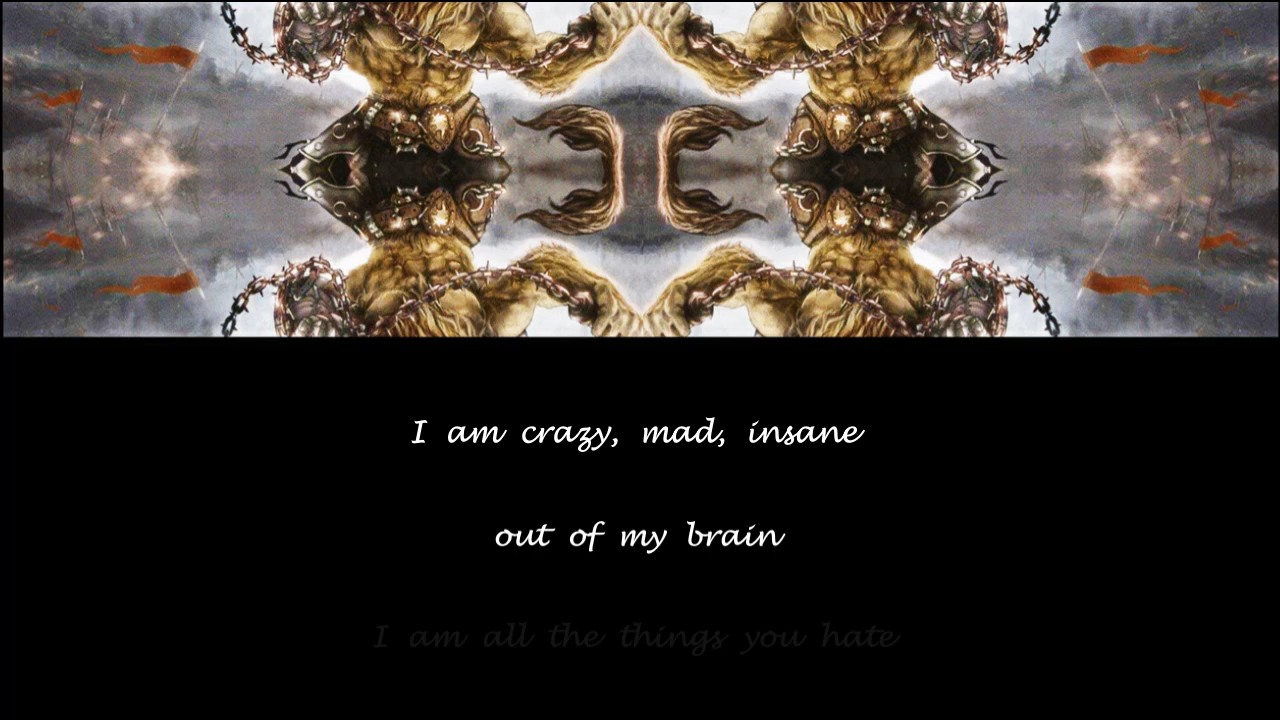 I am crazy, mad, insane
out of my brain
I am all the things you hate